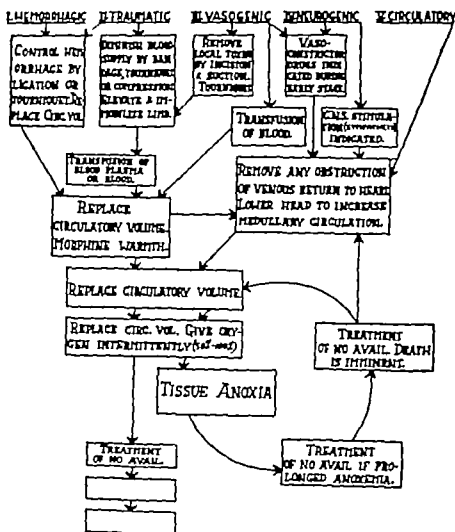 I. HEMORRHAGIC II. TRAUMATIC III. VASOGENIC IV. NEUROGENIC V. CIRCULATORY
CONTROL HEM-
ORRHAGE BY
LIGATION OR
TOURNIQUET. RE-
PLACE CIRC. VOL.
DIMINISH BLOOD
SUPPLY BY BAN-
DAGE, TOURNIQUET
OR COMPRESSION.
ELEVATE & IM-
MOBILIZE LIMB.
REMOVE
LOCAL TOXINS
BY INCISION
& SUCTION.
TOURNIQUET.
VASO-
CONSTRICTING
DRUGS INDI-
CATED DURING
EARLY STAGE.
TRANSFUSION
OF BLOOD.
C.N.S. STIMULA-
TION
INDICATED.
TRANSFUSION OF
BLOOD PLASMA
OR BLOOD.
REMOVE ANY OBSTRUCTION
OF VENOUS RETURN TO HEART.
LOWER HEAD TO INCREASE
MEDULLARY CIRCULATION.
REPLACE
CIRCULATORY VOLUME.
MORPHINE WARMTH.
REPLACE CIRCULATORY VOLUME
REPLACE CIRC. VOL. GIVE OXY-
GEN INTERMITTENTLY
TREATMENT
OF NO AVAIL. DEATH
IS IMMINENT.
TISSUE ANOXIA
TREATMENT
OF NO AVAIL.
TREATMENT
OF NO AVAIL IF PRO-
LONGED ANOXEMIA.